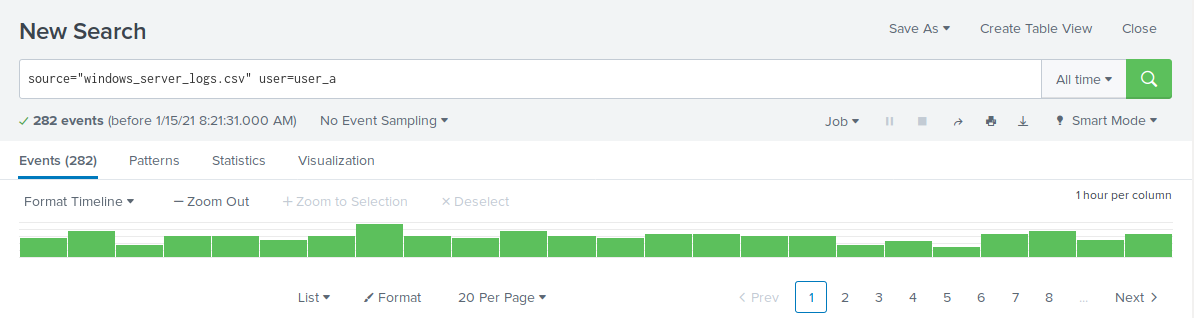 New Search
Save As
Create Table View
Close
source="windows_server_logs.csv" user=user_a
All time
282 events (before 1/15/21 8:21:31.000 AM)
No Event Sampling
Job
Smart Mode
Events (282)
Patterns
Statistics
Visualization
Format Timeline
— Zoom Out
+ Zoom to Selection
× Deselect
1 hour per column
List
Format
20 Per Page
< Prev
1 2 3 4 5 6 7 8 ...
Next >